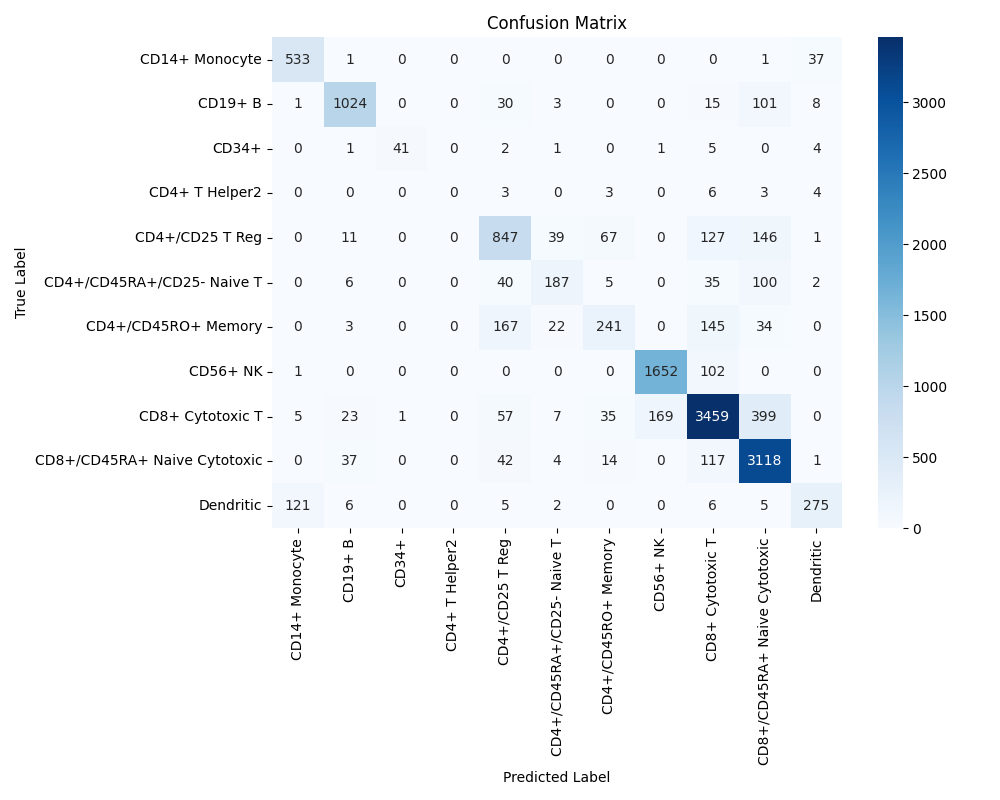 Confusion Matrix
True Label
CD14+ Monocyte 533 1 0 0 0 0 0 0 0 1 37
CD19+ B 1 1024 0 0 30 3 0 0 15 101 8
CD34+ 0 1 41 0 2 1 0 1 5 0 4
CD4+ T Helper2 0 0 0 0 3 0 3 0 6 3 4
CD4+/CD25 T Reg 0 11 0 0 847 39 67 0 127 146 1
CD4+/CD45RA+/CD25- Naive T 0 6 0 0 40 187 5 0 35 100 2
CD4+/CD45RO+ Memory 0 3 0 0 167 22 241 0 145 34 0
CD56+ NK 1 0 0 0 0 0 0 1652 102 0 0
CD8+ Cytotoxic T 5 23 1 0 57 7 35 169 3459 399 0
CD8+/CD45RA+ Naive Cytotoxic 0 37 0 0 42 4 14 0 117 3118 1
Dendritic 121 6 0 0 5 2 0 0 6 5 275
CD14+ Monocyte
CD19+ B
CD34+
CD4+ T Helper2
CD4+/CD25 T Reg
CD4+/CD45RA+/CD25- Naive T
CD4+/CD45RO+ Memory
CD56+ NK
CD8+ Cytotoxic T
CD8+/CD45RA+ Naive Cytotoxic
Dendritic
Predicted Label
3000
2500
2000
1500
1000
500
0